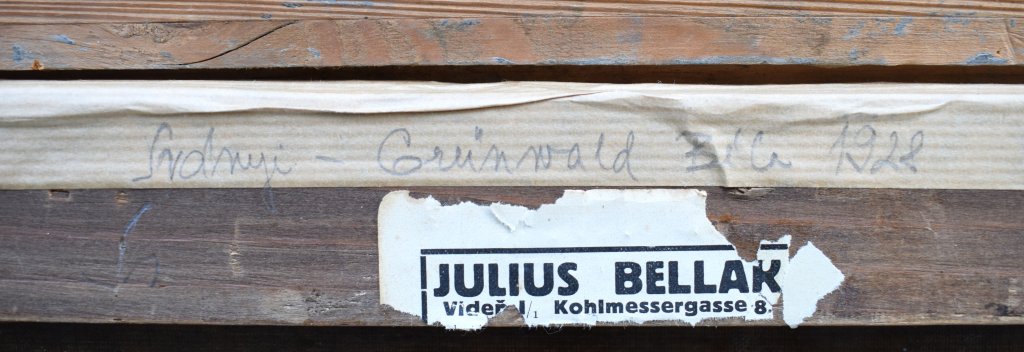 Iványi - Grünwald Béla 1928
JULIUS BELLAK
Videň I/1 Kohlmessergasse 8.